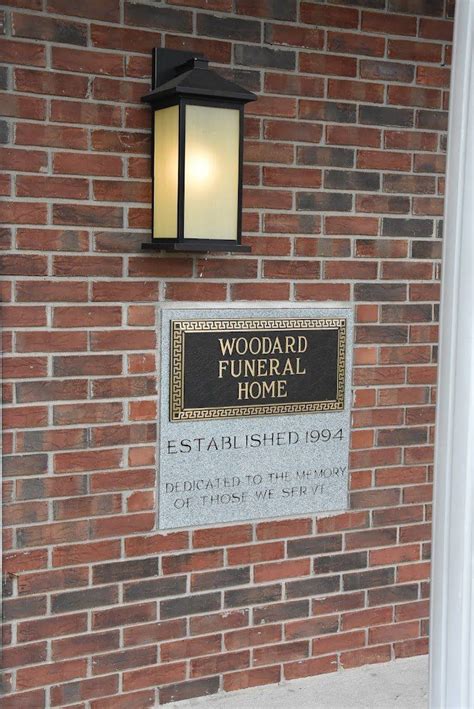 WOODARD
FUNERAL
HOME
ESTABLISHED 1994
DEDICATED TO THE MEMORY
OF THOSE WE SERVE